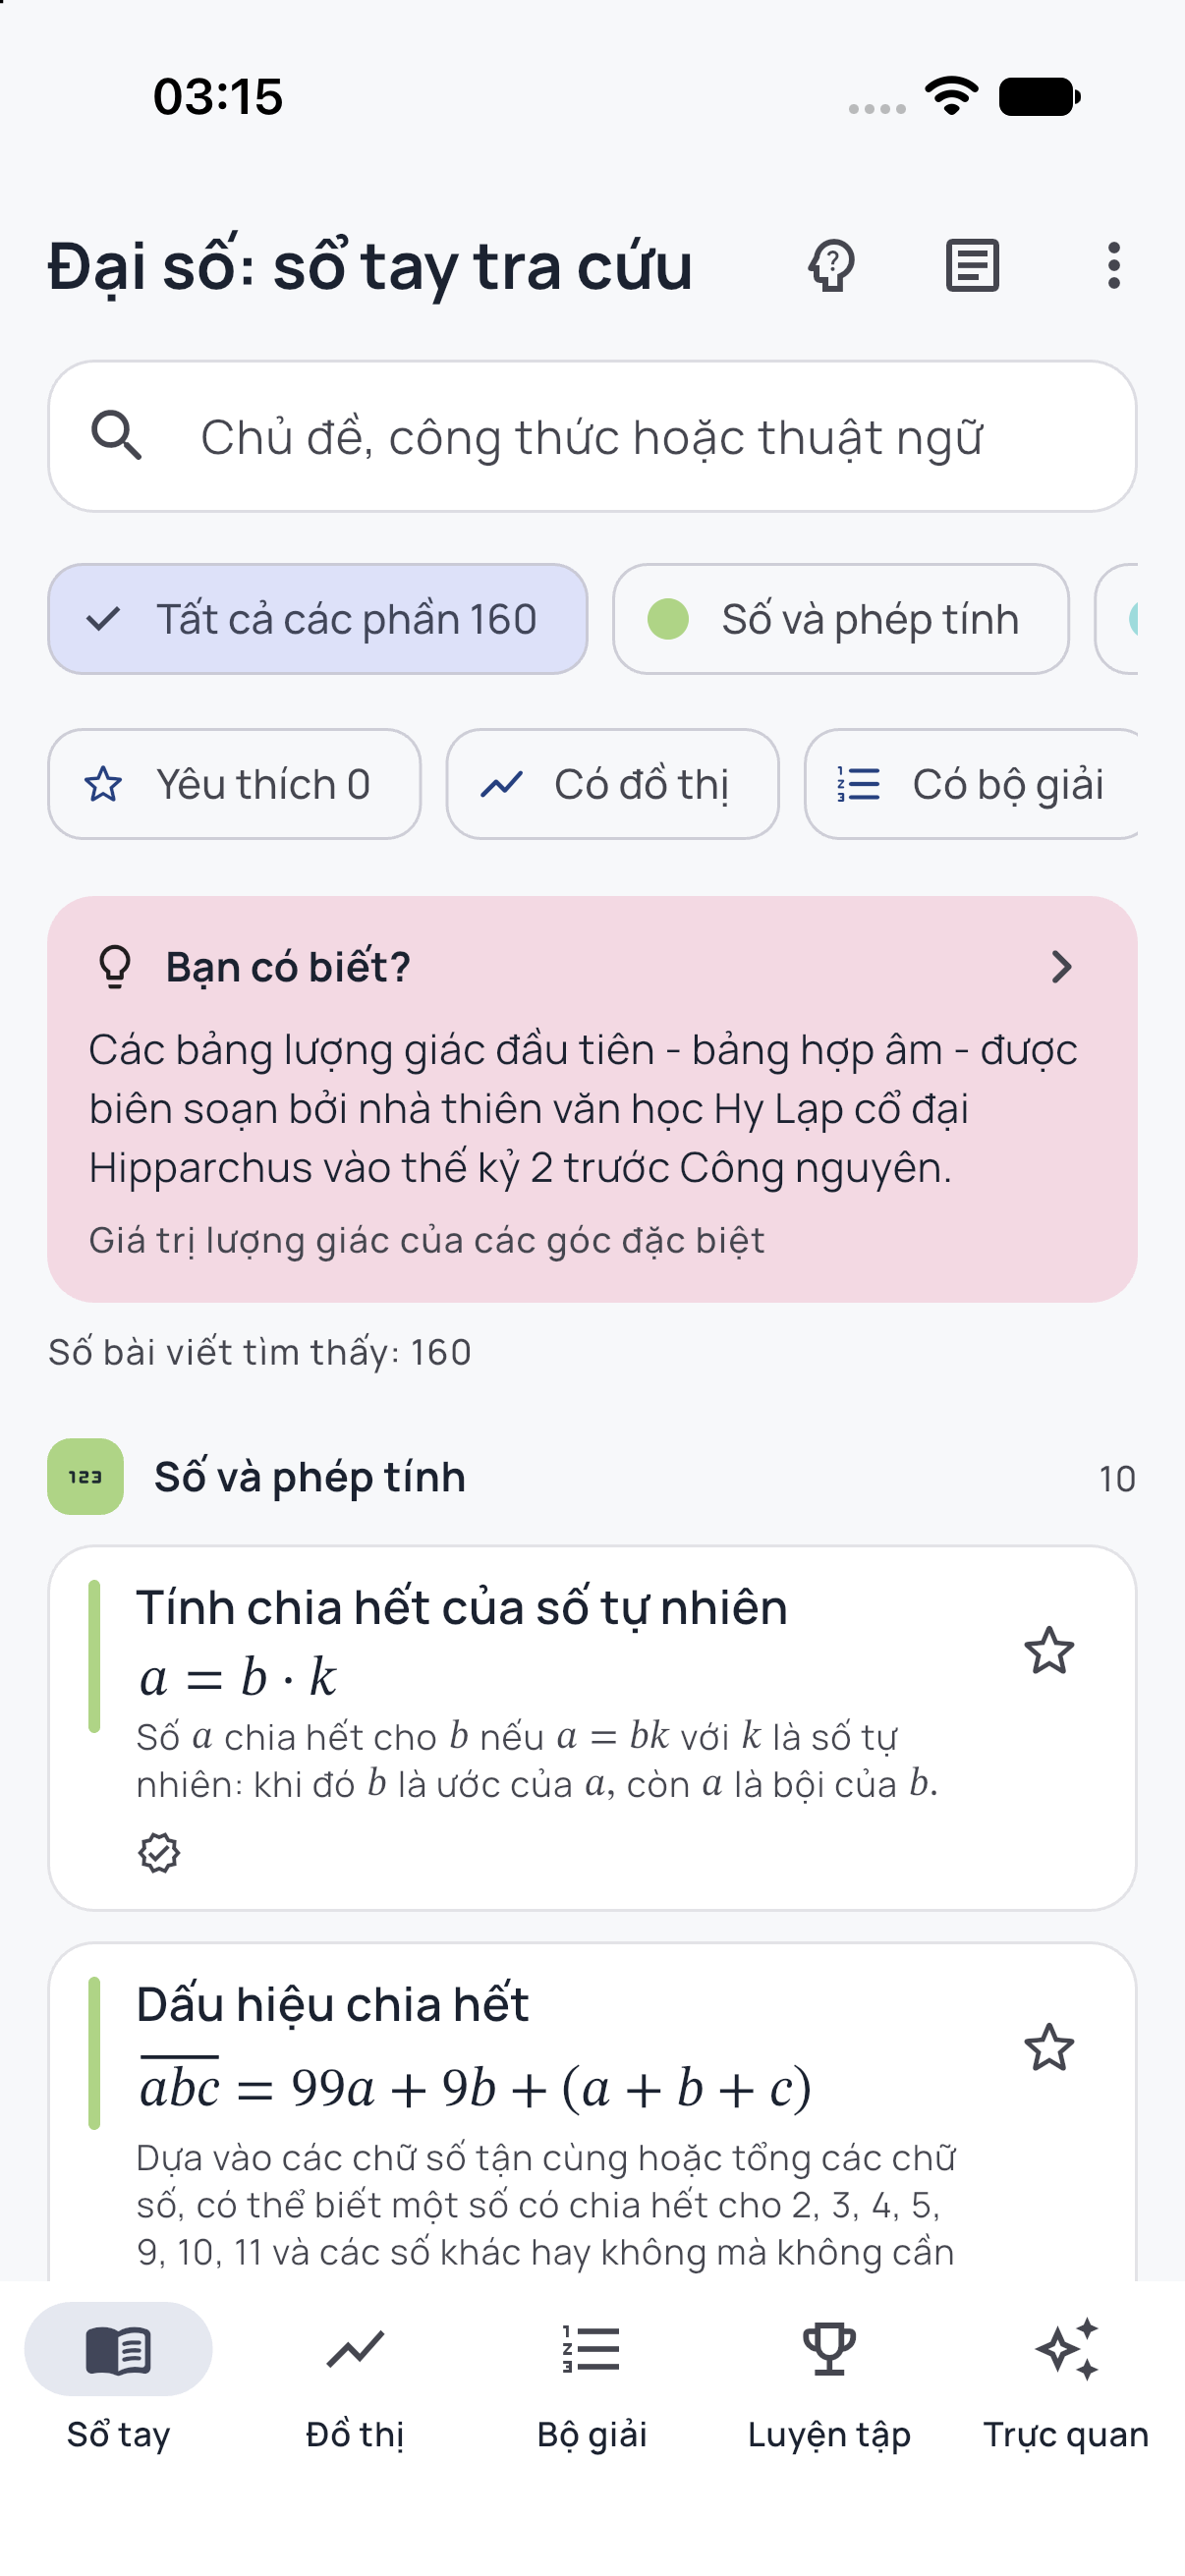 03:15
Đại số: sổ tay tra cứu
Chủ đề, công thức hoặc thuật ngữ
Tất cả các phần 160
Số và phép tính
Yêu thích 0
Có đồ thị
Có bộ giải
Bạn có biết?
Các bảng lượng giác đầu tiên - bảng hợp âm - được
biên soạn bởi nhà thiên văn học Hy Lạp cổ đại
Hipparchus vào thế kỷ 2 trước Công nguyên.
Giá trị lượng giác của các góc đặc biệt
Số bài viết tìm thấy: 160
123 Số và phép tính 10
Tính chia hết của số tự nhiên
a = b · k
Số a chia hết cho b nếu a = bk với k là số tự
nhiên: khi đó b là ước của a, còn a là bội của b.
Dấu hiệu chia hết
a̅b̅c̅ = 99a + 9b + (a + b + c)
Dựa vào các chữ số tận cùng hoặc tổng các chữ
số, có thể biết một số có chia hết cho 2, 3, 4, 5,
9, 10, 11 và các số khác hay không mà không cần
Sổ tay
Đồ thị
Bộ giải
Luyện tập
Trực quan